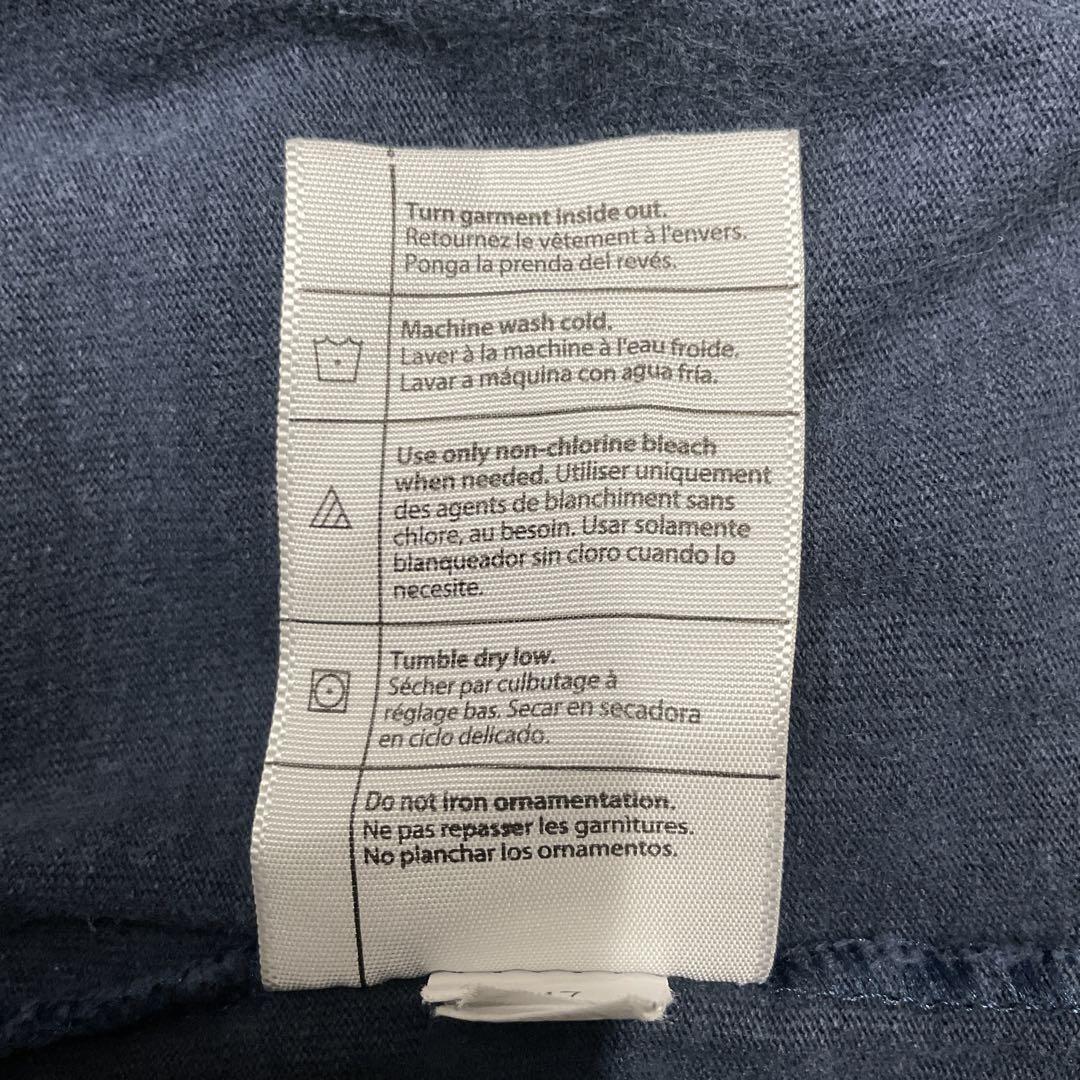 Turn garment inside out.
Retournez le vêtement à l'envers.
Ponga la prenda del revés.
Machine wash cold.
Laver à la machine à l'eau froide.
Lavar a máquina con agua fría.
Use only non-chlorine bleach
when needed. Utiliser uniquement
des agents de blanchiment sans
chlore, au besoin. Usar solamente
blanqueador sin cloro cuando lo
necesite.
Tumble dry low.
Sécher par culbutage à
réglage bas. Secar en secadora
en ciclo delicado.
Do not iron ornamentation.
Ne pas repasser les garnitures.
No planchar los ornamentos.